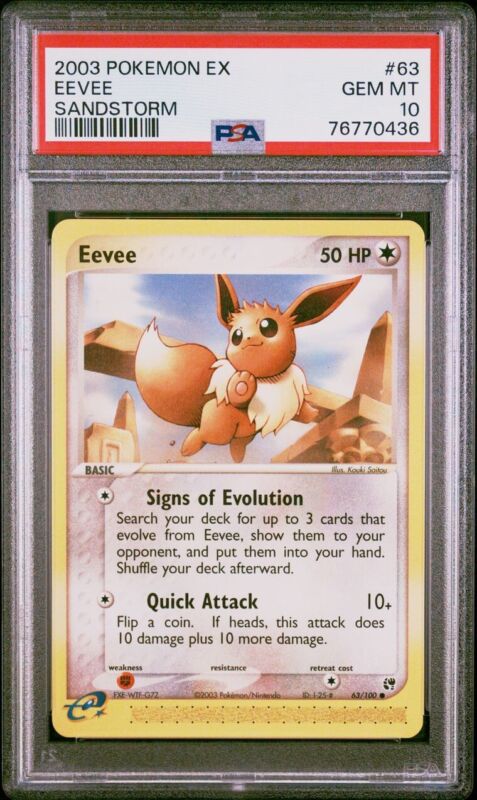 2003 POKEMON EX #63
EEVEE GEM MT
SANDSTORM 10
PSA 76770436
Eevee 50 HP
BASIC Illus. Kouki Saitou
Signs of Evolution
Search your deck for up to 3 cards that
evolve from Eevee, show them to your
opponent, and put them into your hand.
Shuffle your deck afterward.
Quick Attack 10+
Flip a coin. If heads, this attack does
10 damage plus 10 more damage.
weakness resistance retreat cost
FXE-WTF-G72 ©2003 Pokémon/Nintendo ID: I-25-# 63/100
e